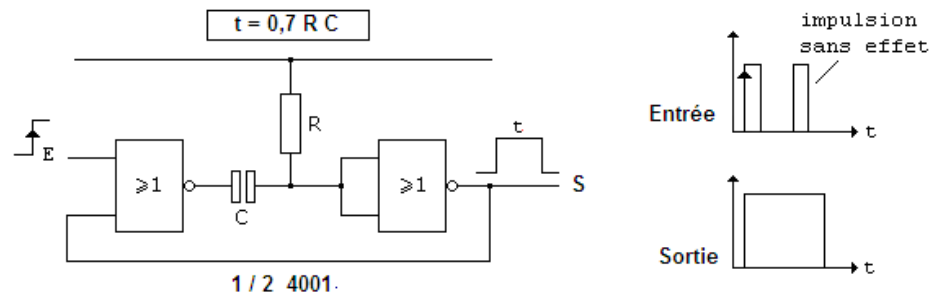 t = 0,7 R C
impulsion
sans effet
Entrée
t
R
t
E
≥1
≥1
S
C
Sortie
t
1 / 2 4001.